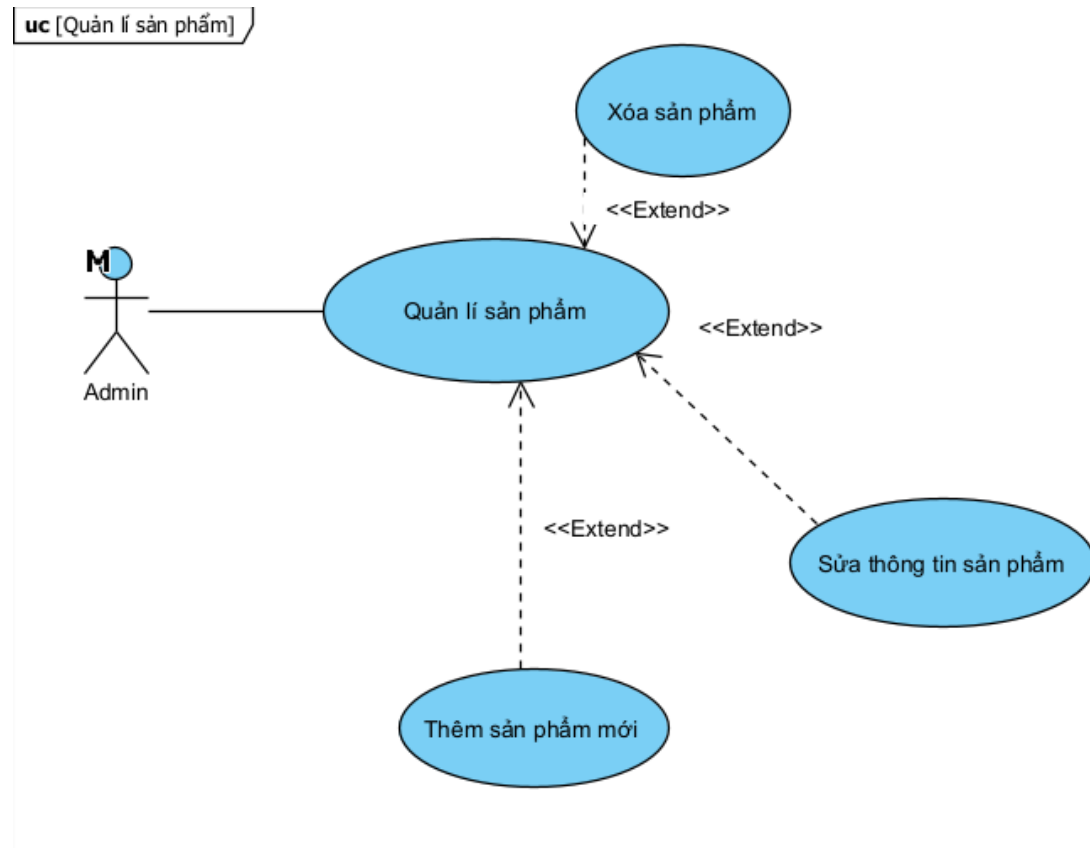 uc [Quản lí sản phẩm]
Xóa sản phẩm
<<Extend>>
M
Quản lí sản phẩm
<<Extend>>
Admin
<<Extend>>
Sửa thông tin sản phẩm
Thêm sản phẩm mới